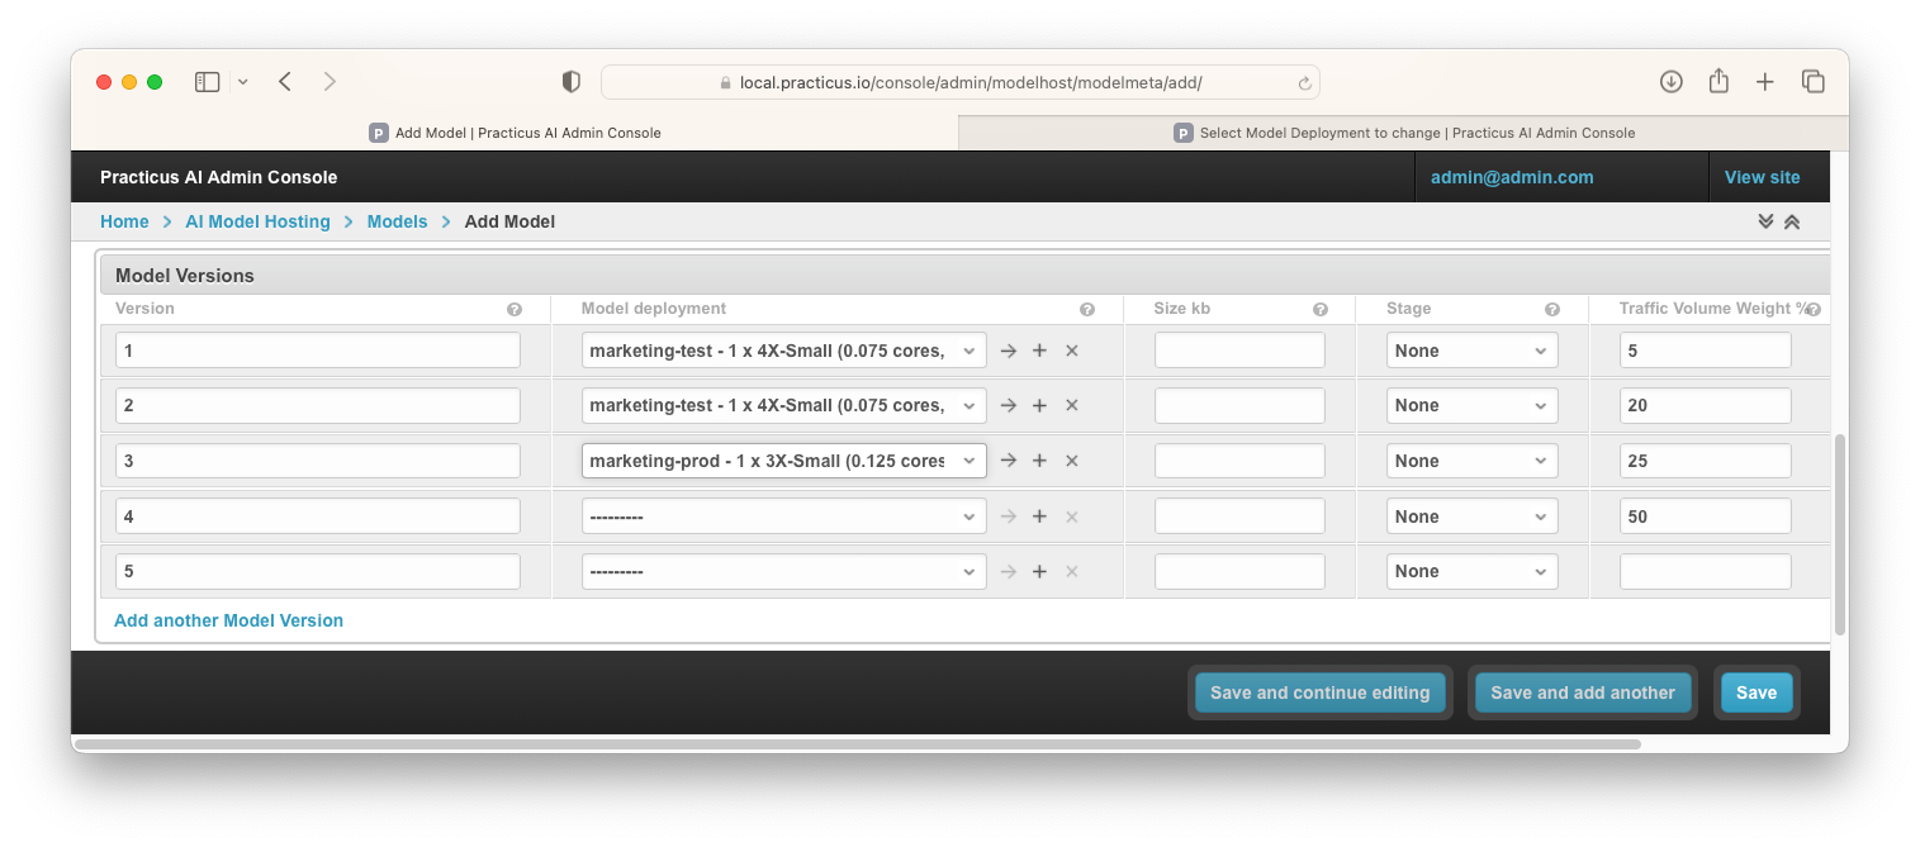 local.practicus.io/console/admin/modelhost/modelmeta/add/
P Add Model | Practicus AI Admin Console
P Select Model Deployment to change | Practicus AI Admin Console
Practicus AI Admin Console admin@admin.com View site
Home > AI Model Hosting > Models > Add Model
Model Versions
Version ? Model deployment ? Size kb ? Stage ? Traffic Volume Weight % ?
1 marketing-test - 1 x 4X-Small (0.075 cores, None 5
2 marketing-test - 1 x 4X-Small (0.075 cores, None 20
3 marketing-prod - 1 x 3X-Small (0.125 cores None 25
4 --------- None 50
5 --------- None
Add another Model Version
Save and continue editing Save and add another Save